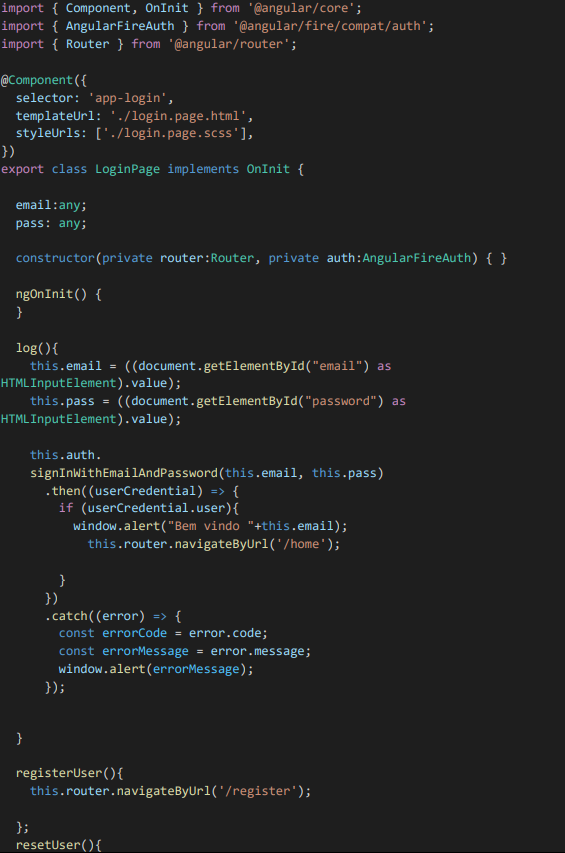 import { Component, OnInit } from '@angular/core';
import { AngularFireAuth } from '@angular/fire/compat/auth';
import { Router } from '@angular/router';
@Component({
selector: 'app-login',
templateUrl: './login.page.html',
styleUrls: ['./login.page.scss'],
})
export class LoginPage implements OnInit {
email:any;
pass: any;
constructor(private router:Router, private auth:AngularFireAuth) { }
ngOnInit() {
}
log(){
this.email = ((document.getElementById("email") as
HTMLInputElement).value);
this.pass = ((document.getElementById("password") as
HTMLInputElement).value);
this.auth.
signInWithEmailAndPassword(this.email, this.pass)
.then((userCredential) => {
if (userCredential.user){
window.alert("Bem vindo "+this.email);
this.router.navigateByUrl('/home');
}
})
.catch((error) => {
const errorCode = error.code;
const errorMessage = error.message;
window.alert(errorMessage);
});
}
registerUser(){
this.router.navigateByUrl('/register');
};
resetUser(){